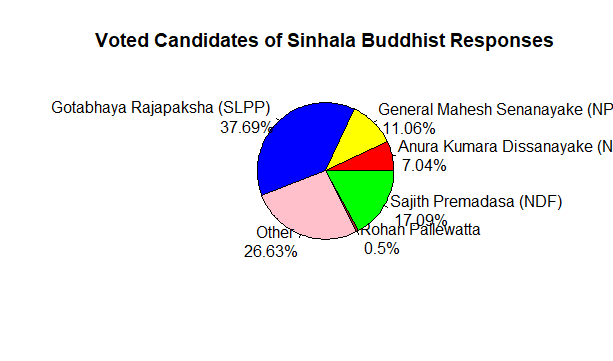 Voted Candidates of Sinhala Buddhist Responses
Gotabhaya Rajapaksha (SLPP)
37.69%
General Mahesh Senanayake (NP
11.06%
Anura Kumara Dissanayake (N
7.04%
Sajith Premadasa (NDF)
17.09%
Rohan Pallewatta
0.5%
Other
26.63%